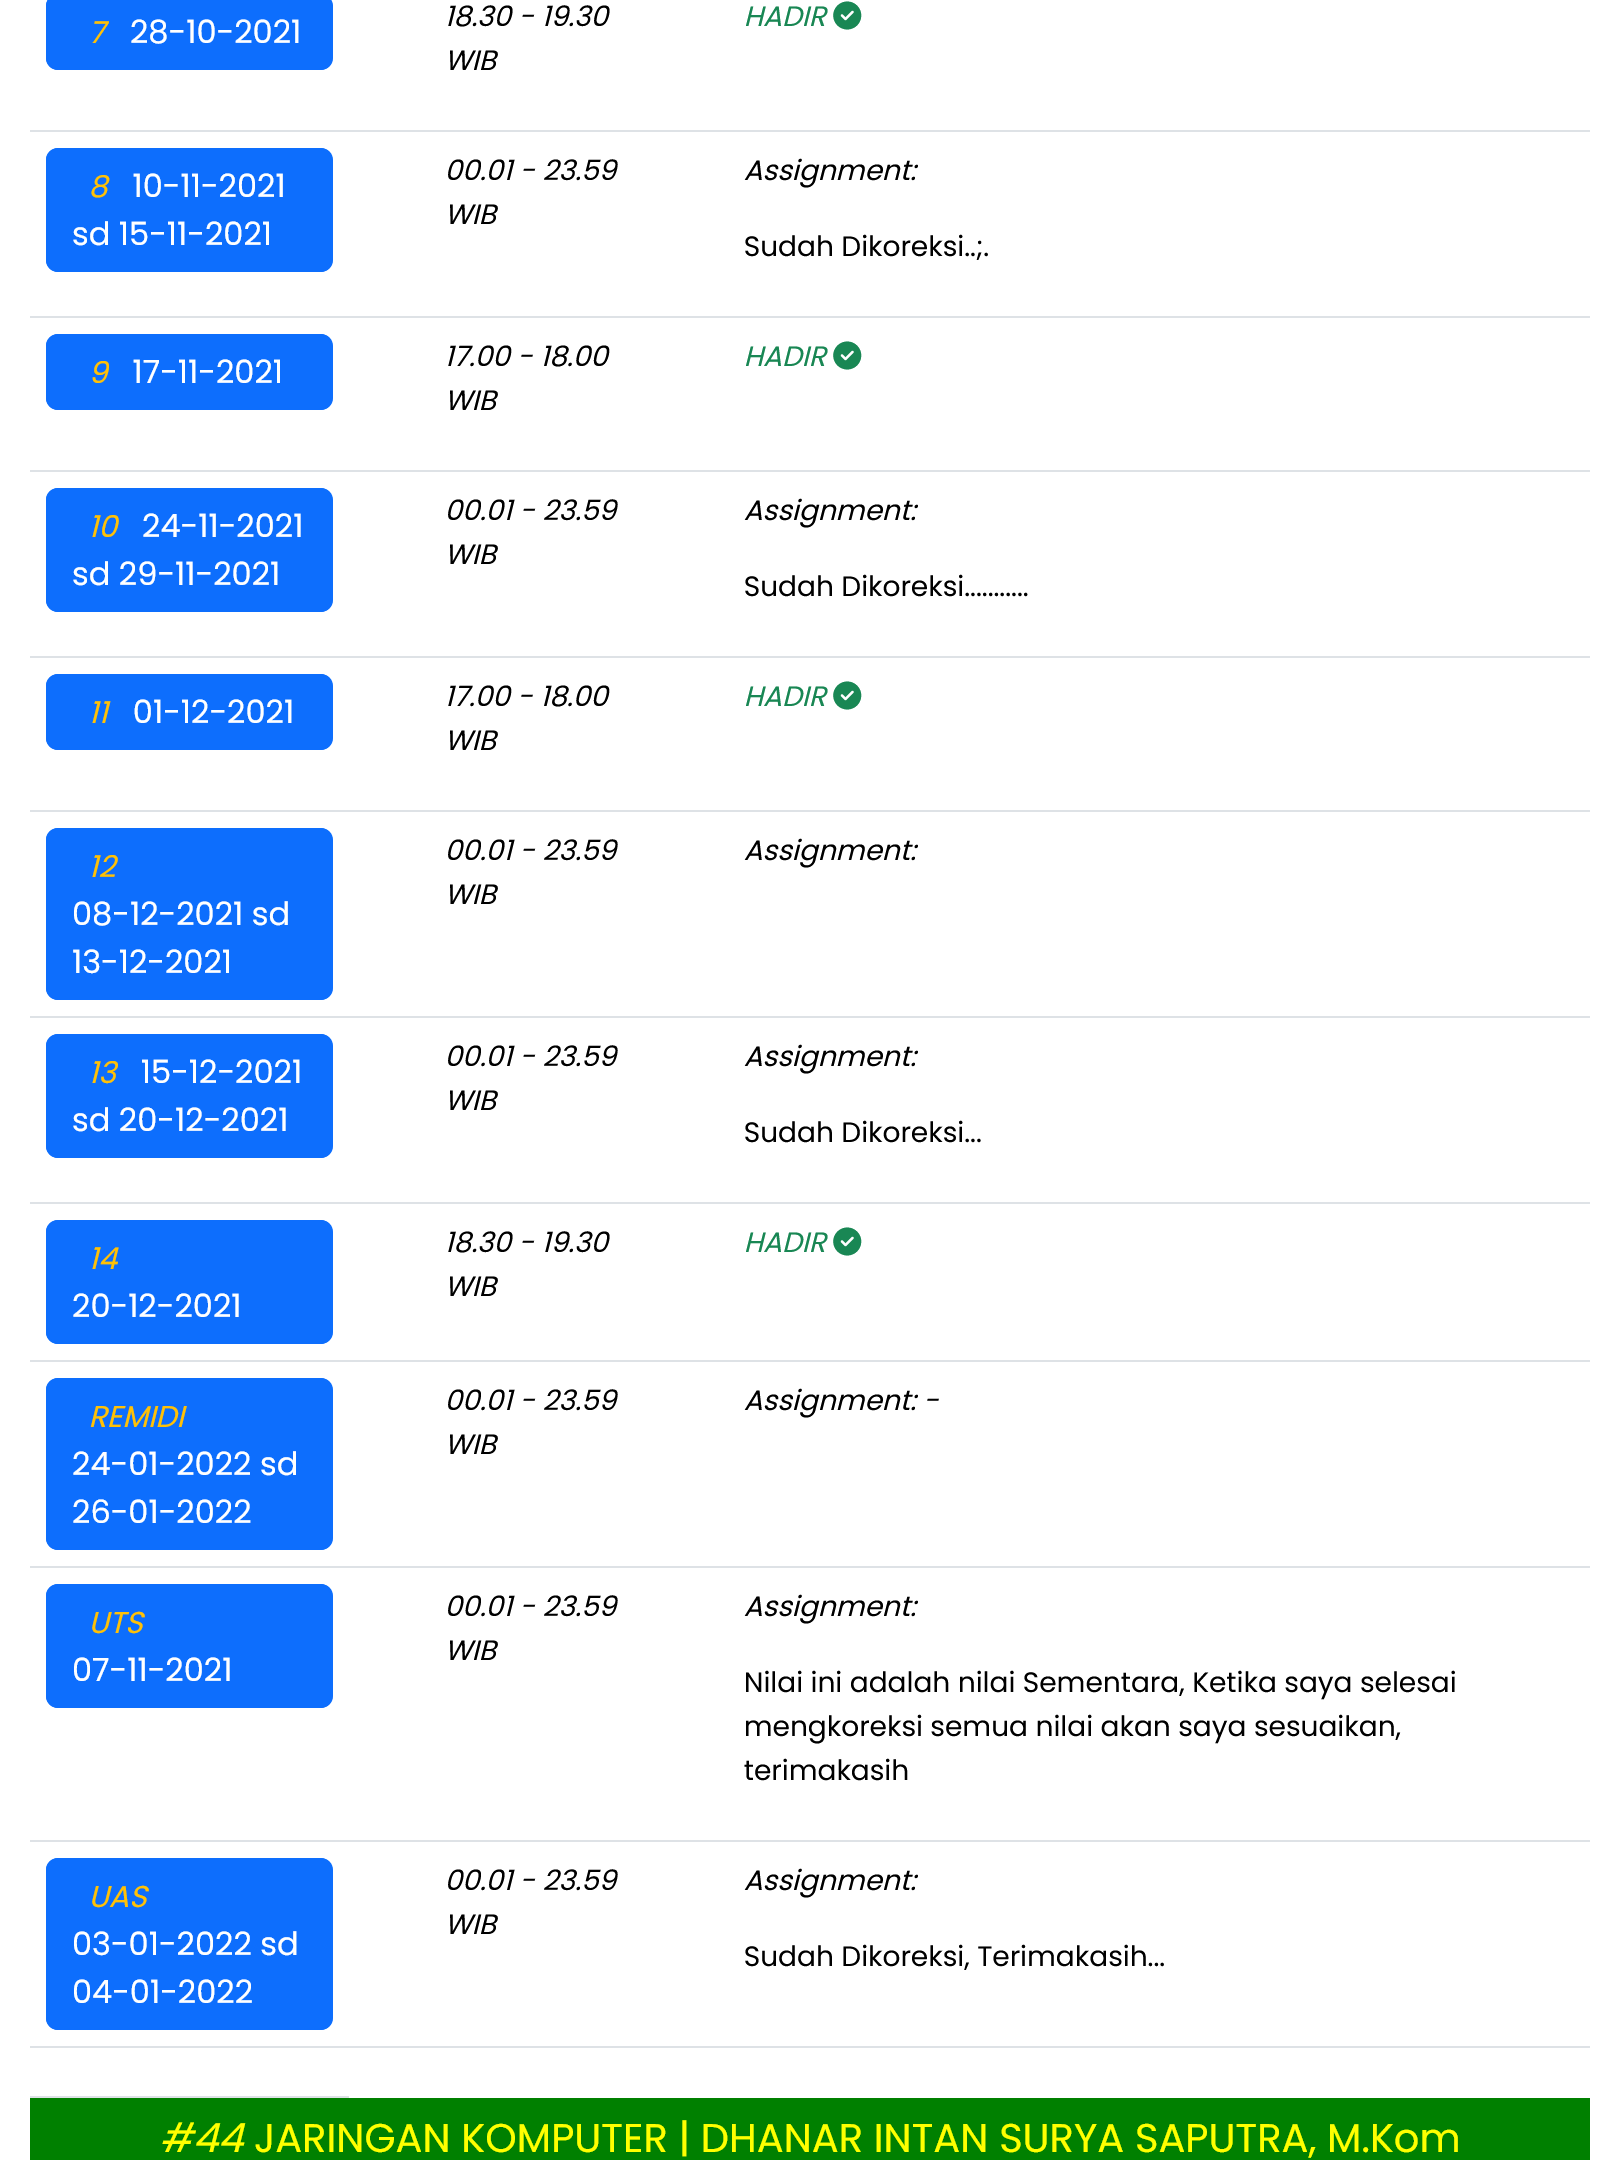 7 28-10-2021
18.30 - 19.30
WIB
HADIR
8 10-11-2021
sd 15-11-2021
00.01 - 23.59
WIB
Assignment:
Sudah Dikoreksi..;.
9 17-11-2021
17.00 - 18.00
WIB
HADIR
10 24-11-2021
sd 29-11-2021
00.01 - 23.59
WIB
Assignment:
Sudah Dikoreksi...........
11 01-12-2021
17.00 - 18.00
WIB
HADIR
12
08-12-2021 sd
13-12-2021
00.01 - 23.59
WIB
Assignment:
13 15-12-2021
sd 20-12-2021
00.01 - 23.59
WIB
Assignment:
Sudah Dikoreksi...
14
20-12-2021
18.30 - 19.30
WIB
HADIR
REMIDI
24-01-2022 sd
26-01-2022
00.01 - 23.59
WIB
Assignment: -
UTS
07-11-2021
00.01 - 23.59
WIB
Assignment:
Nilai ini adalah nilai Sementara, Ketika saya selesai
mengkoreksi semua nilai akan saya sesuaikan,
terimakasih
UAS
03-01-2022 sd
04-01-2022
00.01 - 23.59
WIB
Assignment:
Sudah Dikoreksi, Terimakasih...
#44 JARINGAN KOMPUTER | DHANAR INTAN SURYA SAPUTRA, M.Kom